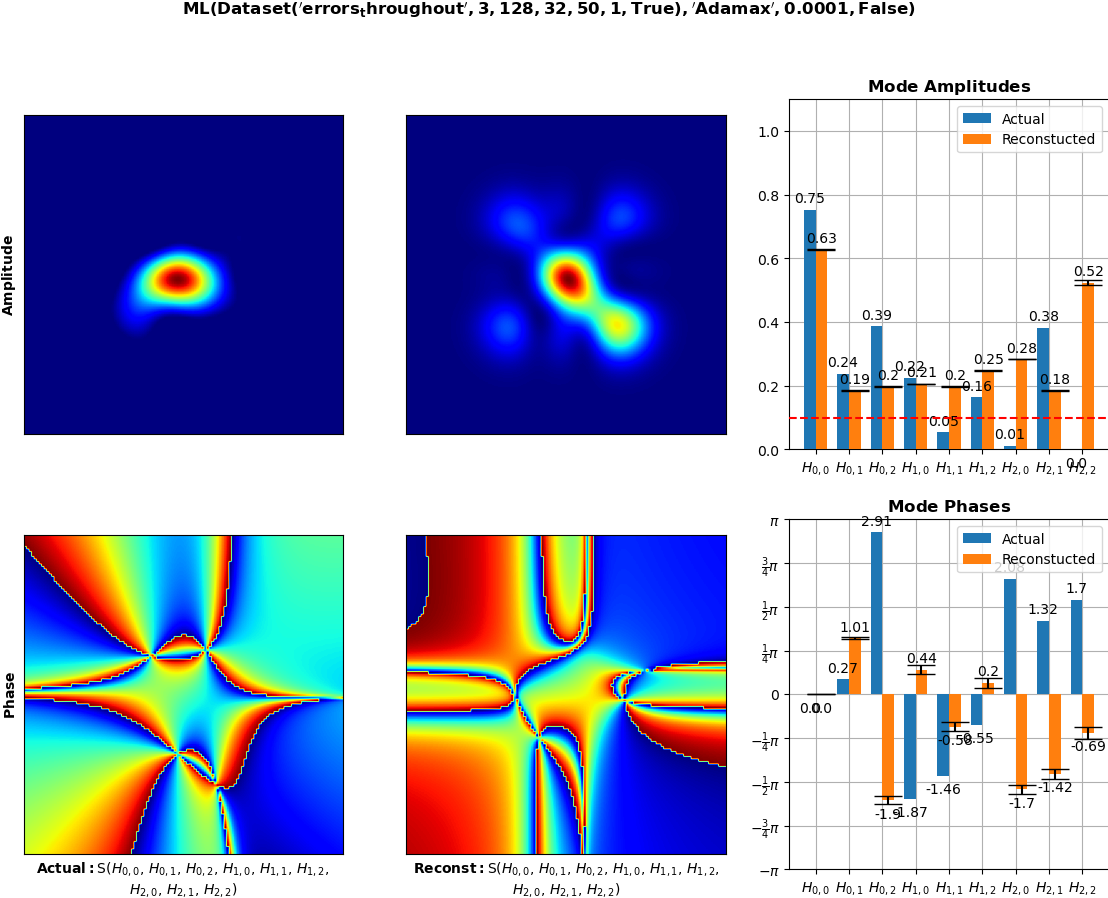 ML(Dataset('errors_throughout', 3, 128, 32, 50, 1, True), 'Adamax', 0.0001, False)
Amplitude
Mode Amplitudes
Actual
Reconstucted
1.0
0.8
0.6
0.4
0.2
0.0
0.75
0.63
0.24
0.19
0.39
0.2
0.22
0.21
0.05
0.2
0.16
0.25
0.01
0.28
0.38
0.18
0.0
0.52
H0,0 H0,1 H0,2 H1,0 H1,1 H1,2 H2,0 H2,1 H2,2
Phase
Mode Phases
Actual
Reconstucted
π
3/4π
1/2π
1/4π
0
−1/4π
−1/2π
−3/4π
−π
0.0
0.0
0.27
1.01
2.91
-1.9
-1.87
0.44
-1.46
-0.58
-0.55
0.2
2.08
-1.7
1.32
-1.42
1.7
-0.69
H0,0 H0,1 H0,2 H1,0 H1,1 H1,2 H2,0 H2,1 H2,2
Actual: S(H0,0, H0,1, H0,2, H1,0, H1,1, H1,2,
H2,0, H2,1, H2,2)
Reconst: S(H0,0, H0,1, H0,2, H1,0, H1,1, H1,2,
H2,0, H2,1, H2,2)